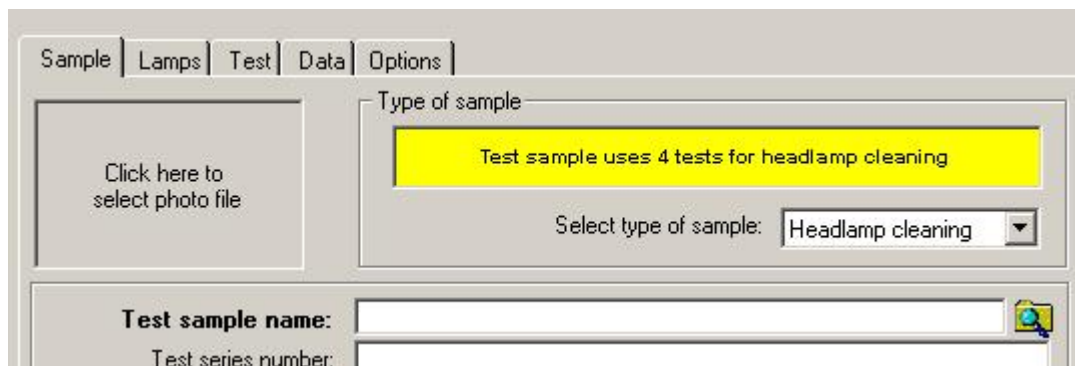 Sample Lamps Test Data Options
Type of sample
Test sample uses 4 tests for headlamp cleaning
Click here to
select photo file
Select type of sample: Headlamp cleaning
Test sample name:
Test series number: